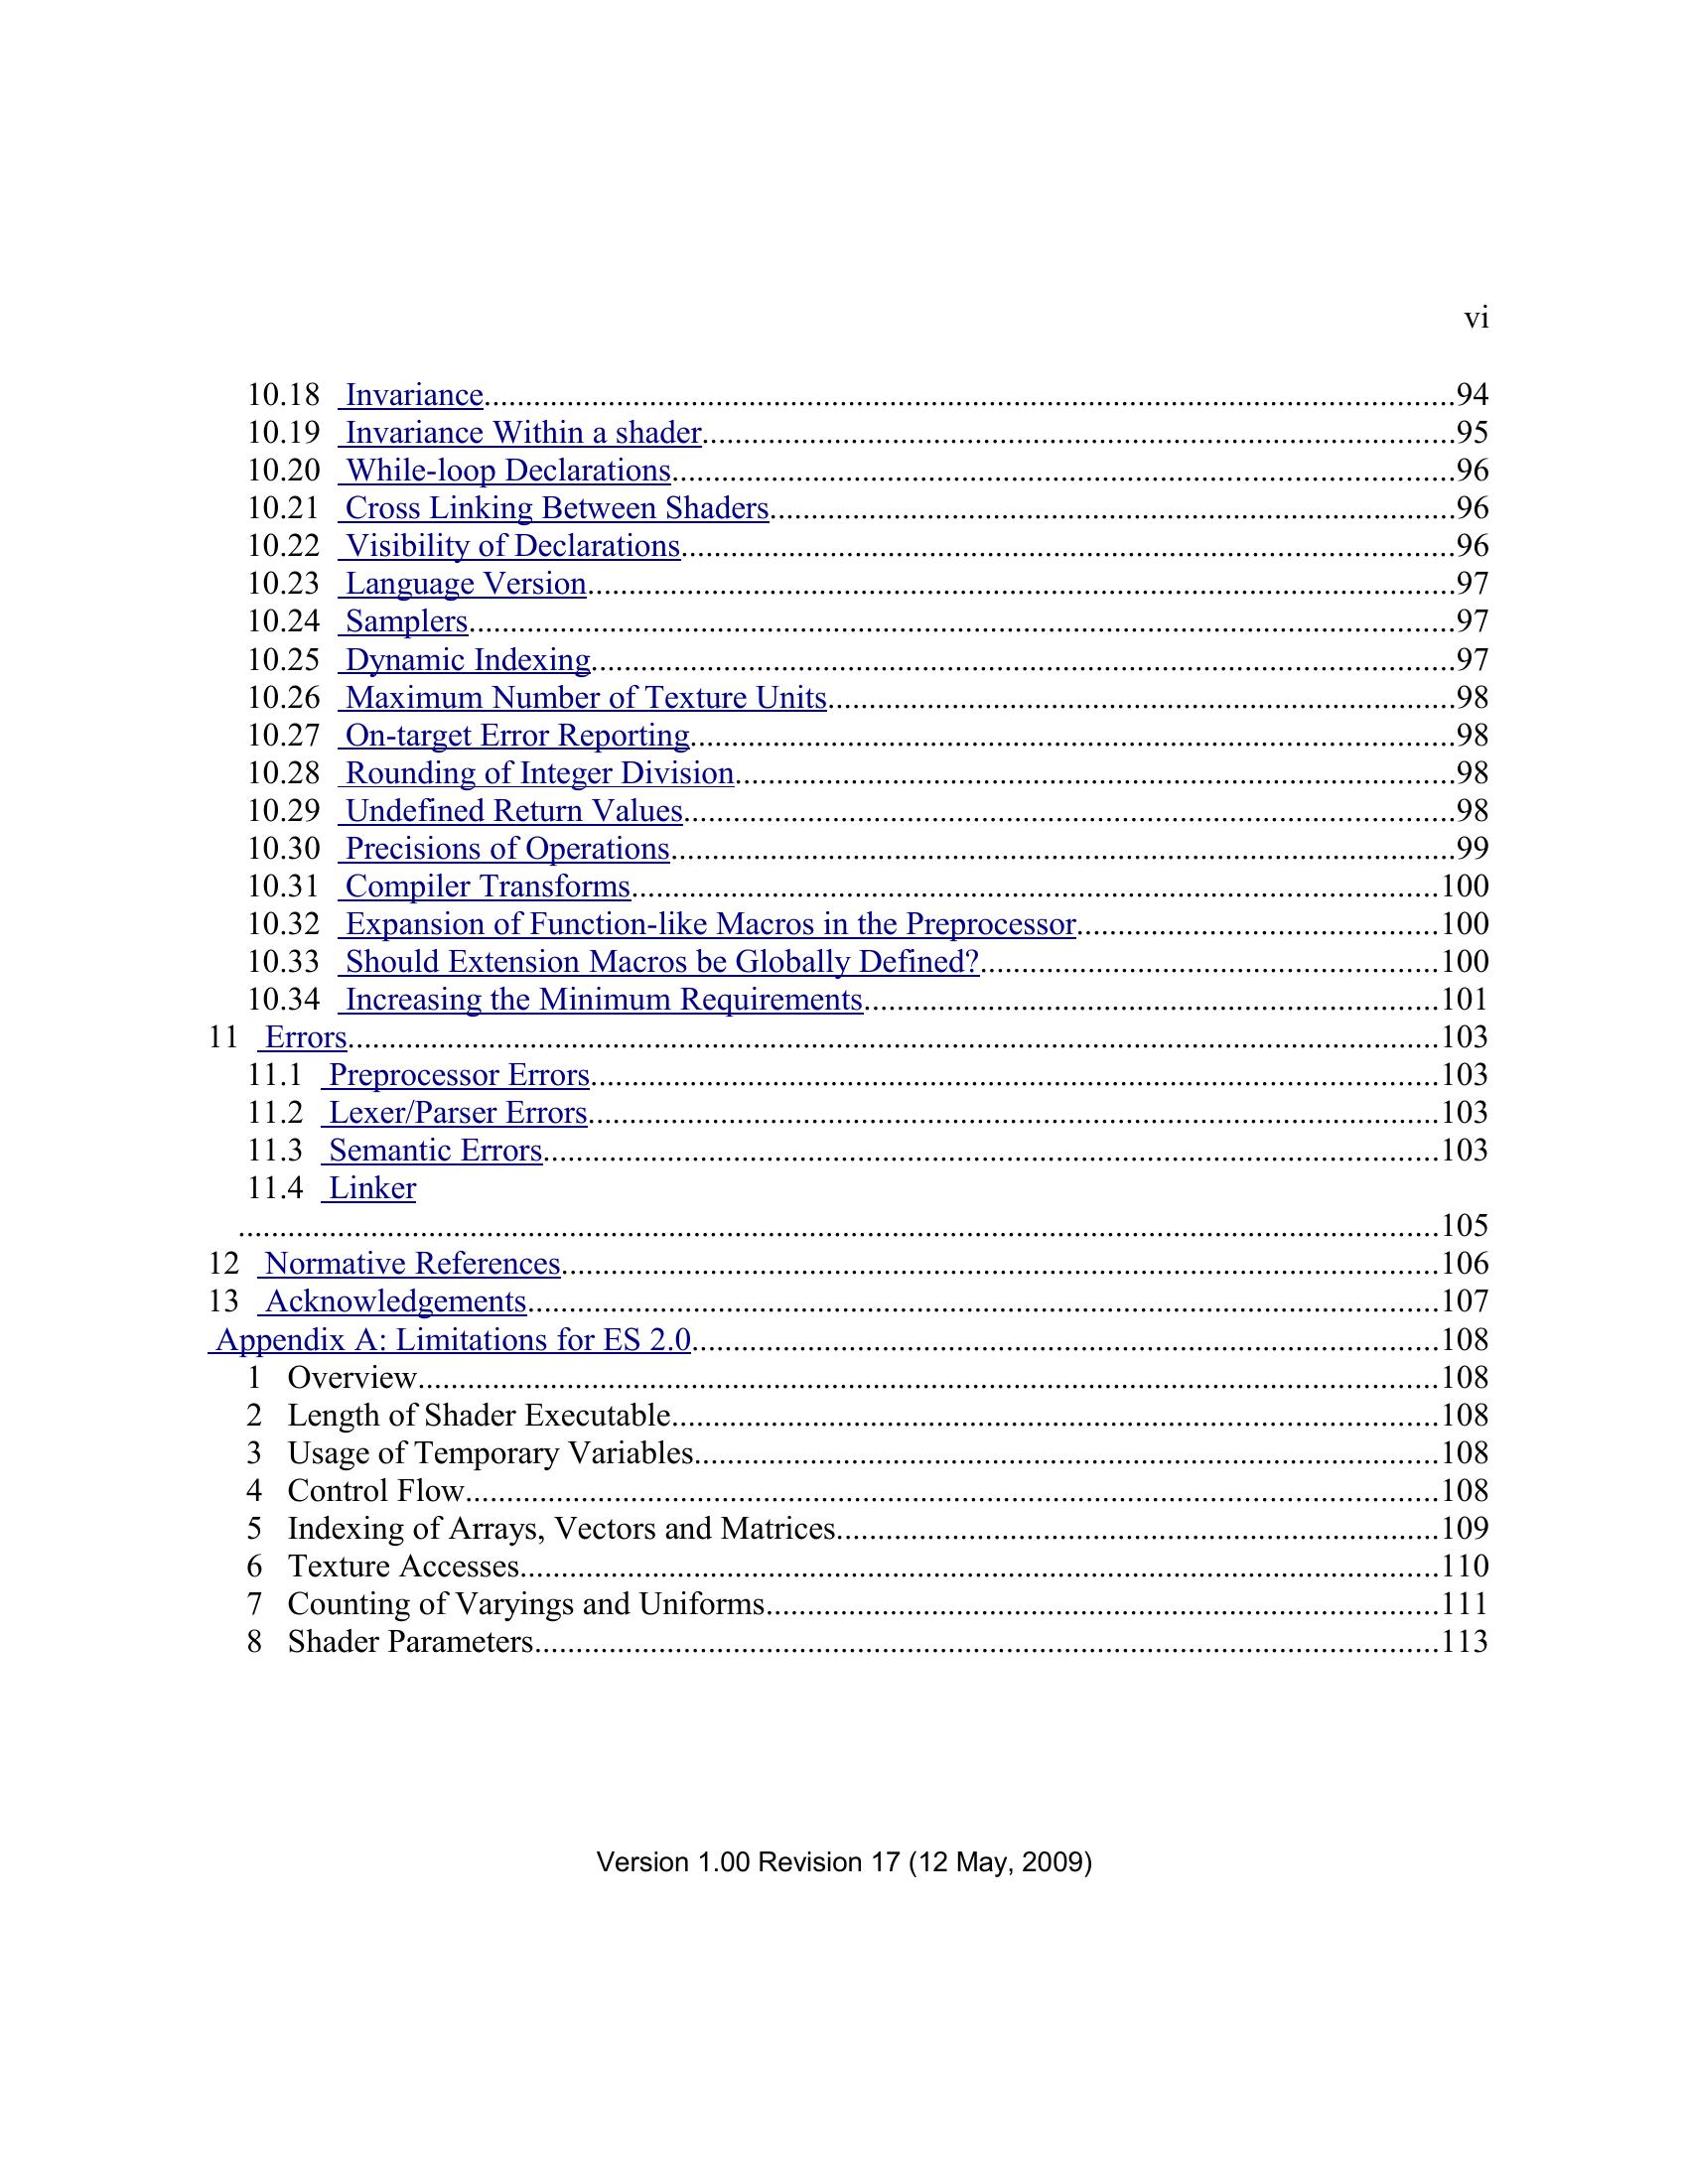 vi
10.18 Invariance....................94
10.19 Invariance Within a shader....................95
10.20 While-loop Declarations....................96
10.21 Cross Linking Between Shaders....................96
10.22 Visibility of Declarations....................96
10.23 Language Version....................97
10.24 Samplers....................97
10.25 Dynamic Indexing....................97
10.26 Maximum Number of Texture Units....................98
10.27 On-target Error Reporting....................98
10.28 Rounding of Integer Division....................98
10.29 Undefined Return Values....................98
10.30 Precisions of Operations....................99
10.31 Compiler Transforms....................100
10.32 Expansion of Function-like Macros in the Preprocessor....................100
10.33 Should Extension Macros be Globally Defined?....................100
10.34 Increasing the Minimum Requirements....................101
11 Errors....................103
11.1 Preprocessor Errors....................103
11.2 Lexer/Parser Errors....................103
11.3 Semantic Errors....................103
11.4 Linker
....................105
12 Normative References....................106
13 Acknowledgements....................107
Appendix A: Limitations for ES 2.0....................108
1 Overview....................108
2 Length of Shader Executable....................108
3 Usage of Temporary Variables....................108
4 Control Flow....................108
5 Indexing of Arrays, Vectors and Matrices....................109
6 Texture Accesses....................110
7 Counting of Varyings and Uniforms....................111
8 Shader Parameters....................113
Version 1.00 Revision 17 (12 May, 2009)